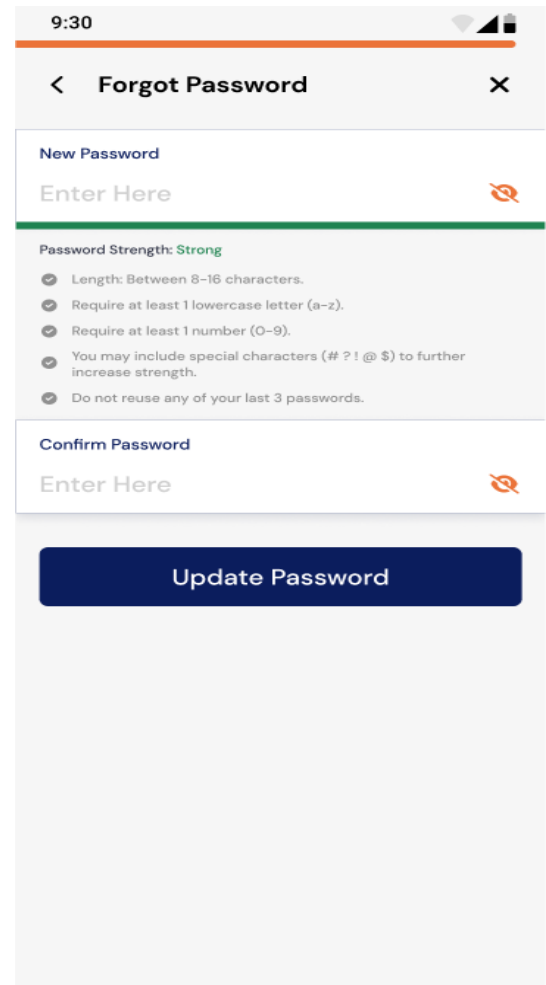 9:30
Forgot Password
New Password
Enter Here
Password Strength: Strong
Length: Between 8-16 characters.
Require at least 1 lowercase letter (a-z).
Require at least 1 number (0-9).
You may include special characters (# ? ! @ $) to further
increase strength.
Do not reuse any of your last 3 passwords.
Confirm Password
Enter Here
Update Password